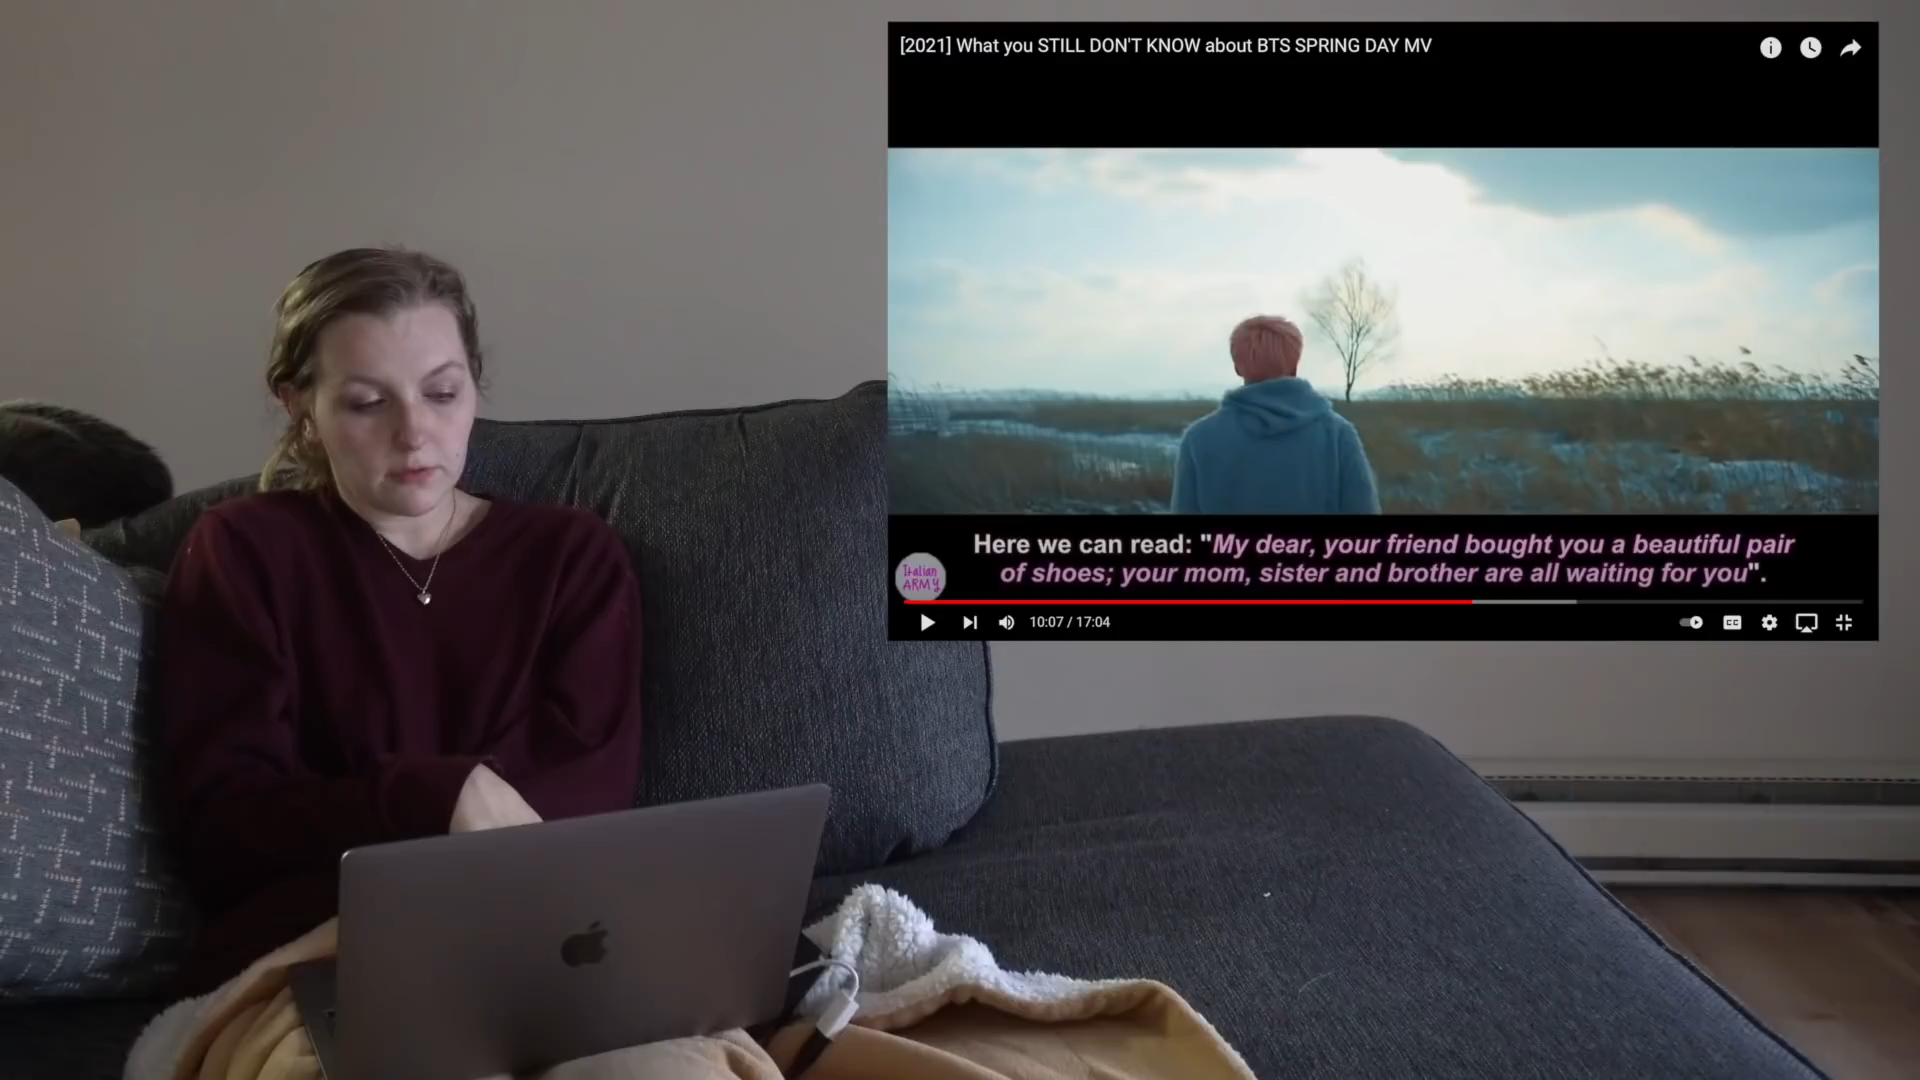 [2021] What you STILL DON'T KNOW about BTS SPRING DAY MV
Here we can read: "My dear, your friend bought you a beautiful pair
of shoes; your mom, sister and brother are all waiting for you".
Italian
ARMY
10:07 / 17:04
CC